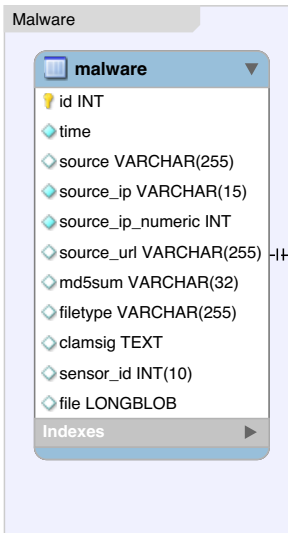 Malware
malware
id INT
time
source VARCHAR(255)
source_ip VARCHAR(15)
source_ip_numeric INT
source_url VARCHAR(255)
md5sum VARCHAR(32)
filetype VARCHAR(255)
clamsig TEXT
sensor_id INT(10)
file LONGBLOB
Indexes